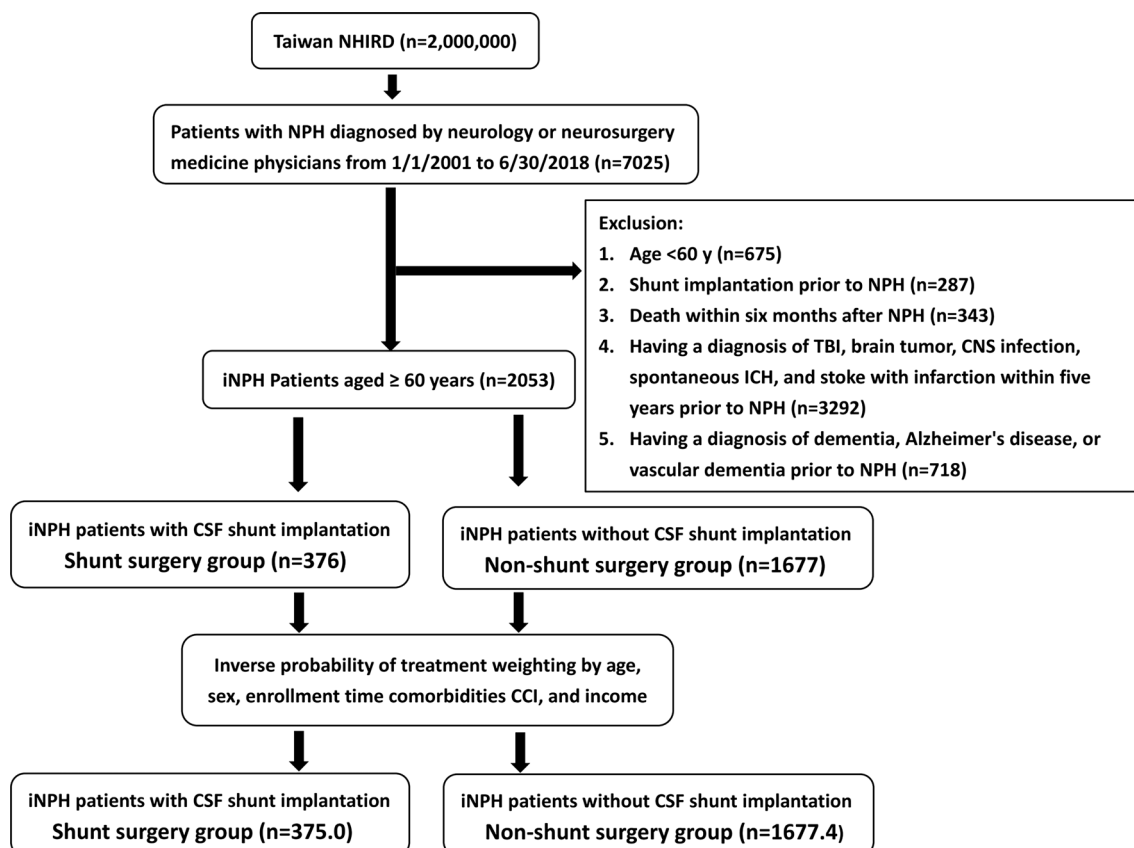 Taiwan NHIRD (n=2,000,000)
Patients with NPH diagnosed by neurology or neurosurgery
medicine physicians from 1/1/2001 to 6/30/2018 (n=7025)
Exclusion:
1. Age <60 y (n=675)
2. Shunt implantation prior to NPH (n=287)
3. Death within six months after NPH (n=343)
4. Having a diagnosis of TBI, brain tumor, CNS infection,
spontaneous ICH, and stoke with infarction within five
years prior to NPH (n=3292)
5. Having a diagnosis of dementia, Alzheimer's disease, or
vascular dementia prior to NPH (n=718)
iNPH Patients aged ≥ 60 years (n=2053)
iNPH patients with CSF shunt implantation
Shunt surgery group (n=376)
iNPH patients without CSF shunt implantation
Non-shunt surgery group (n=1677)
Inverse probability of treatment weighting by age,
sex, enrollment time comorbidities CCI, and income
iNPH patients with CSF shunt implantation
Shunt surgery group (n=375.0)
iNPH patients without CSF shunt implantation
Non-shunt surgery group (n=1677.4)